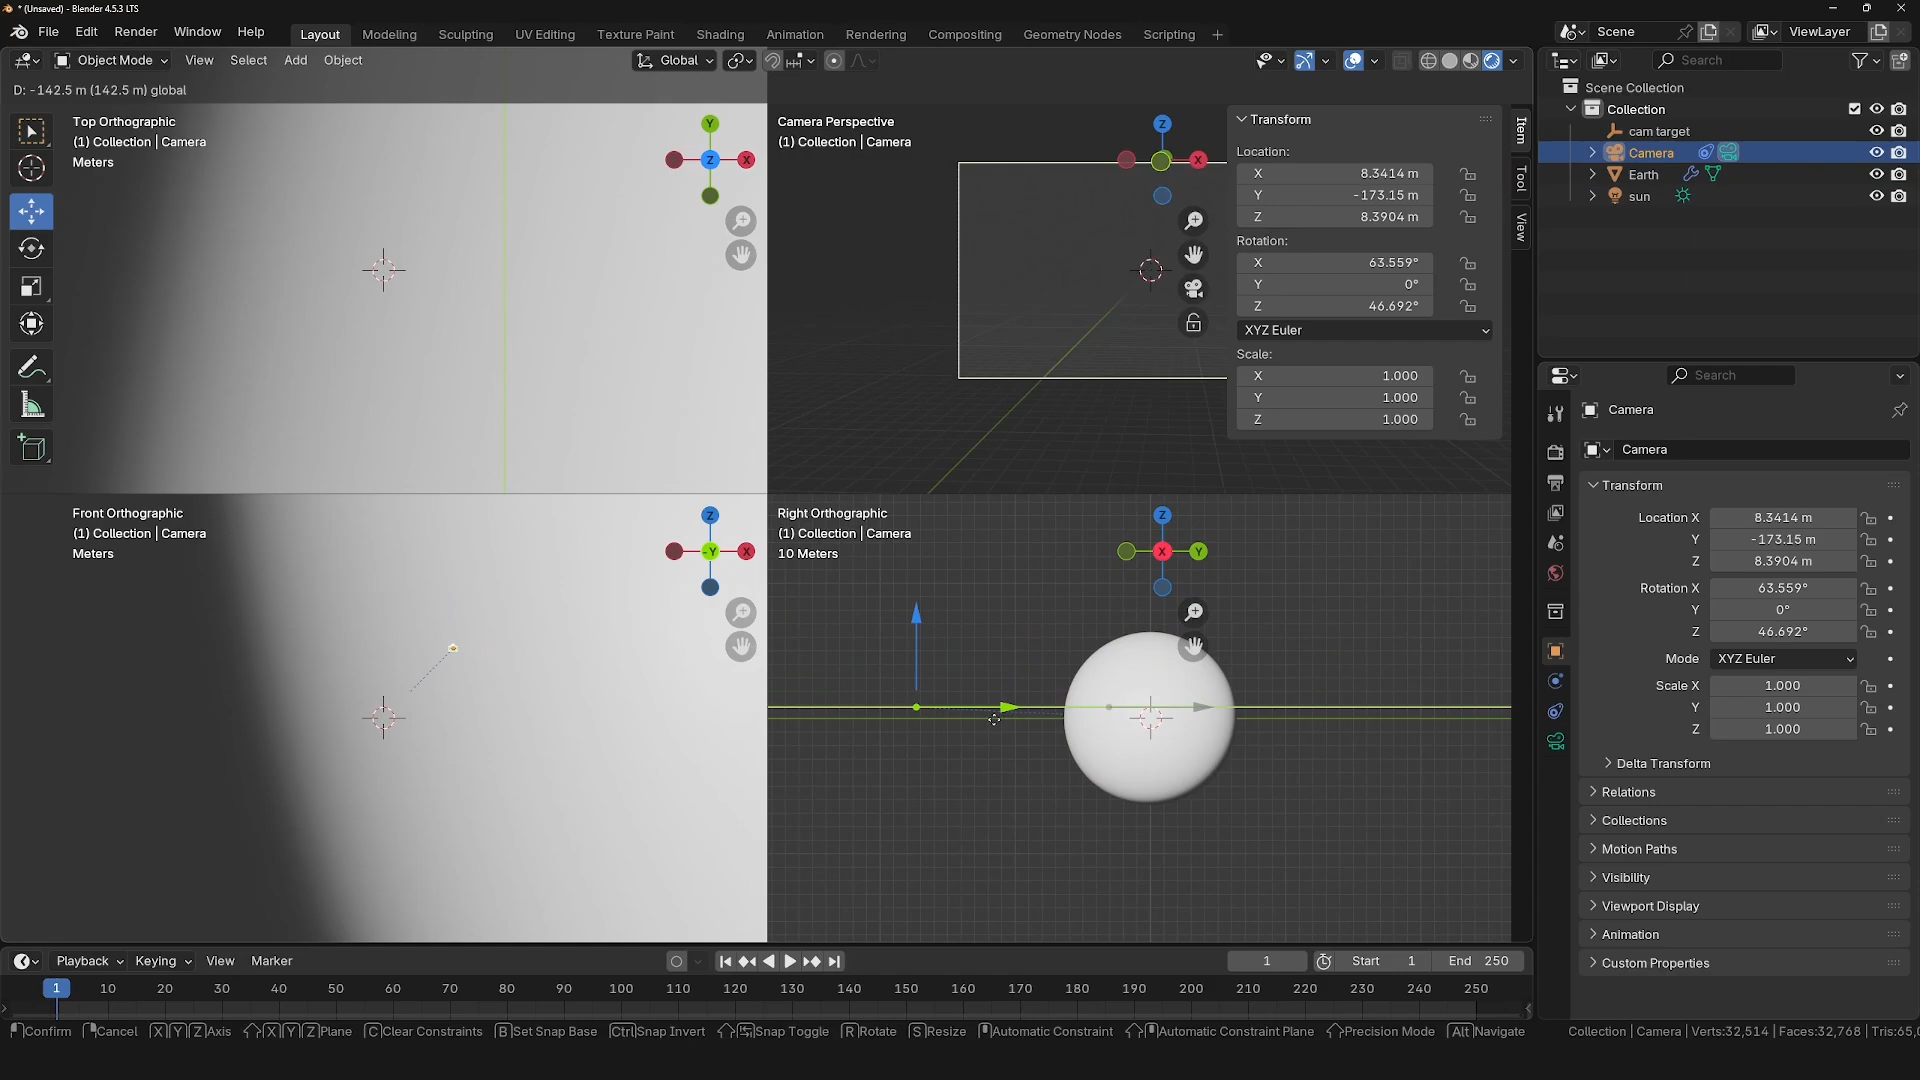 * (Unsaved) - Blender 4.5.3 LTS
File Edit Render Window Help
Layout Modeling Sculpting UV Editing Texture Paint Shading Animation Rendering Compositing Geometry Nodes Scripting +
Scene
ViewLayer
Object Mode View Select Add Object
Global
Search
D: -142.5 m (142.5 m) global
Top Orthographic
(1) Collection | Camera
Meters
Y
Z
X
Camera Perspective
(1) Collection | Camera
Z
X
Transform
Location:
X 8.3414 m
Y -173.15 m
Z 8.3904 m
Rotation:
X 63.559°
Y 0°
Z 46.692°
XYZ Euler
Scale:
X 1.000
Y 1.000
Z 1.000
Item
Tool
View
Front Orthographic
(1) Collection | Camera
Meters
Z
-Y
X
Right Orthographic
(1) Collection | Camera
10 Meters
Z
X
Y
Scene Collection
Collection
cam target
Camera
Earth
sun
Search
Camera
Camera
Transform
Location X 8.3414 m
Y -173.15 m
Z 8.3904 m
Rotation X 63.559°
Y 0°
Z 46.692°
Mode XYZ Euler
Scale X 1.000
Y 1.000
Z 1.000
Delta Transform
Relations
Collections
Motion Paths
Visibility
Viewport Display
Animation
Custom Properties
Playback Keying View Marker
1
Start 1
End 250
1 10 20 30 40 50 60 70 80 90 100 110 120 130 140 150 160 170 180 190 200 210 220 230 240 250
Confirm Cancel X Y Z Axis X Y Z Plane C Clear Constraints B Set Snap Base Ctrl Snap Invert Snap Toggle R Rotate S Resize Automatic Constraint Automatic Constraint Plane Precision Mode Alt Navigate
Collection | Camera | Verts:32,514 | Faces:32,768 | Tris:65,0